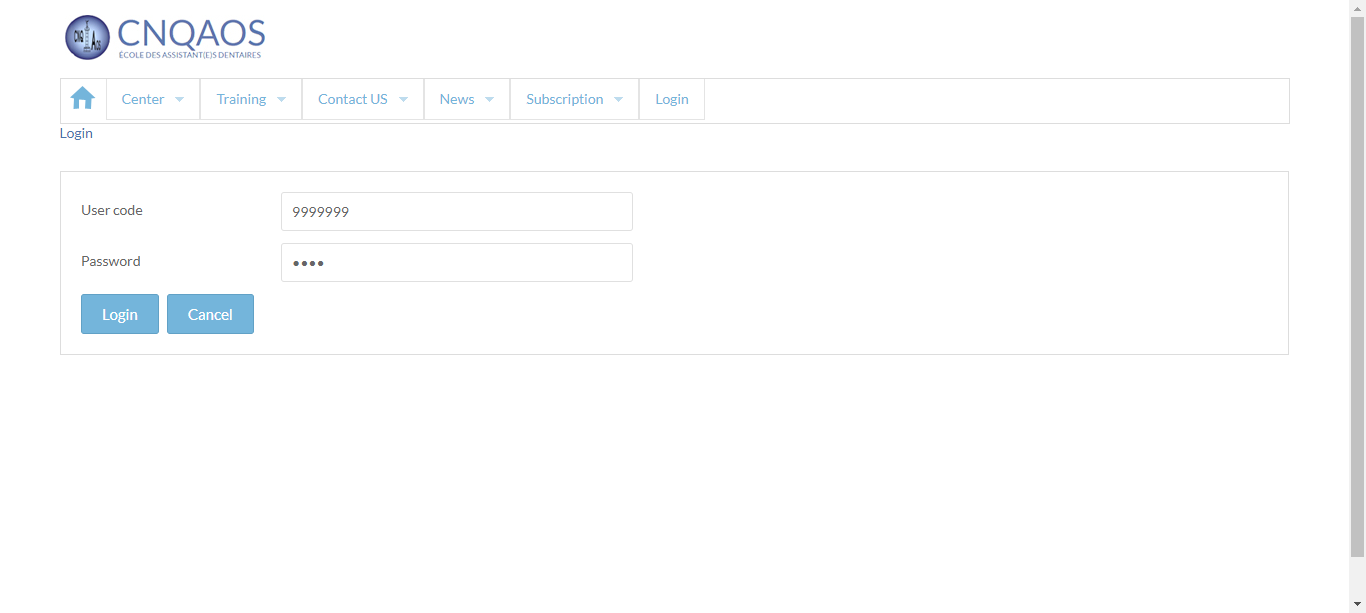 CNQAOS
CNQAOS
ÉCOLE DES ASSISTANT(E)S DENTAIRES
Center Training Contact US News Subscription Login
Login
User code 9999999
Password ••••
Login Cancel